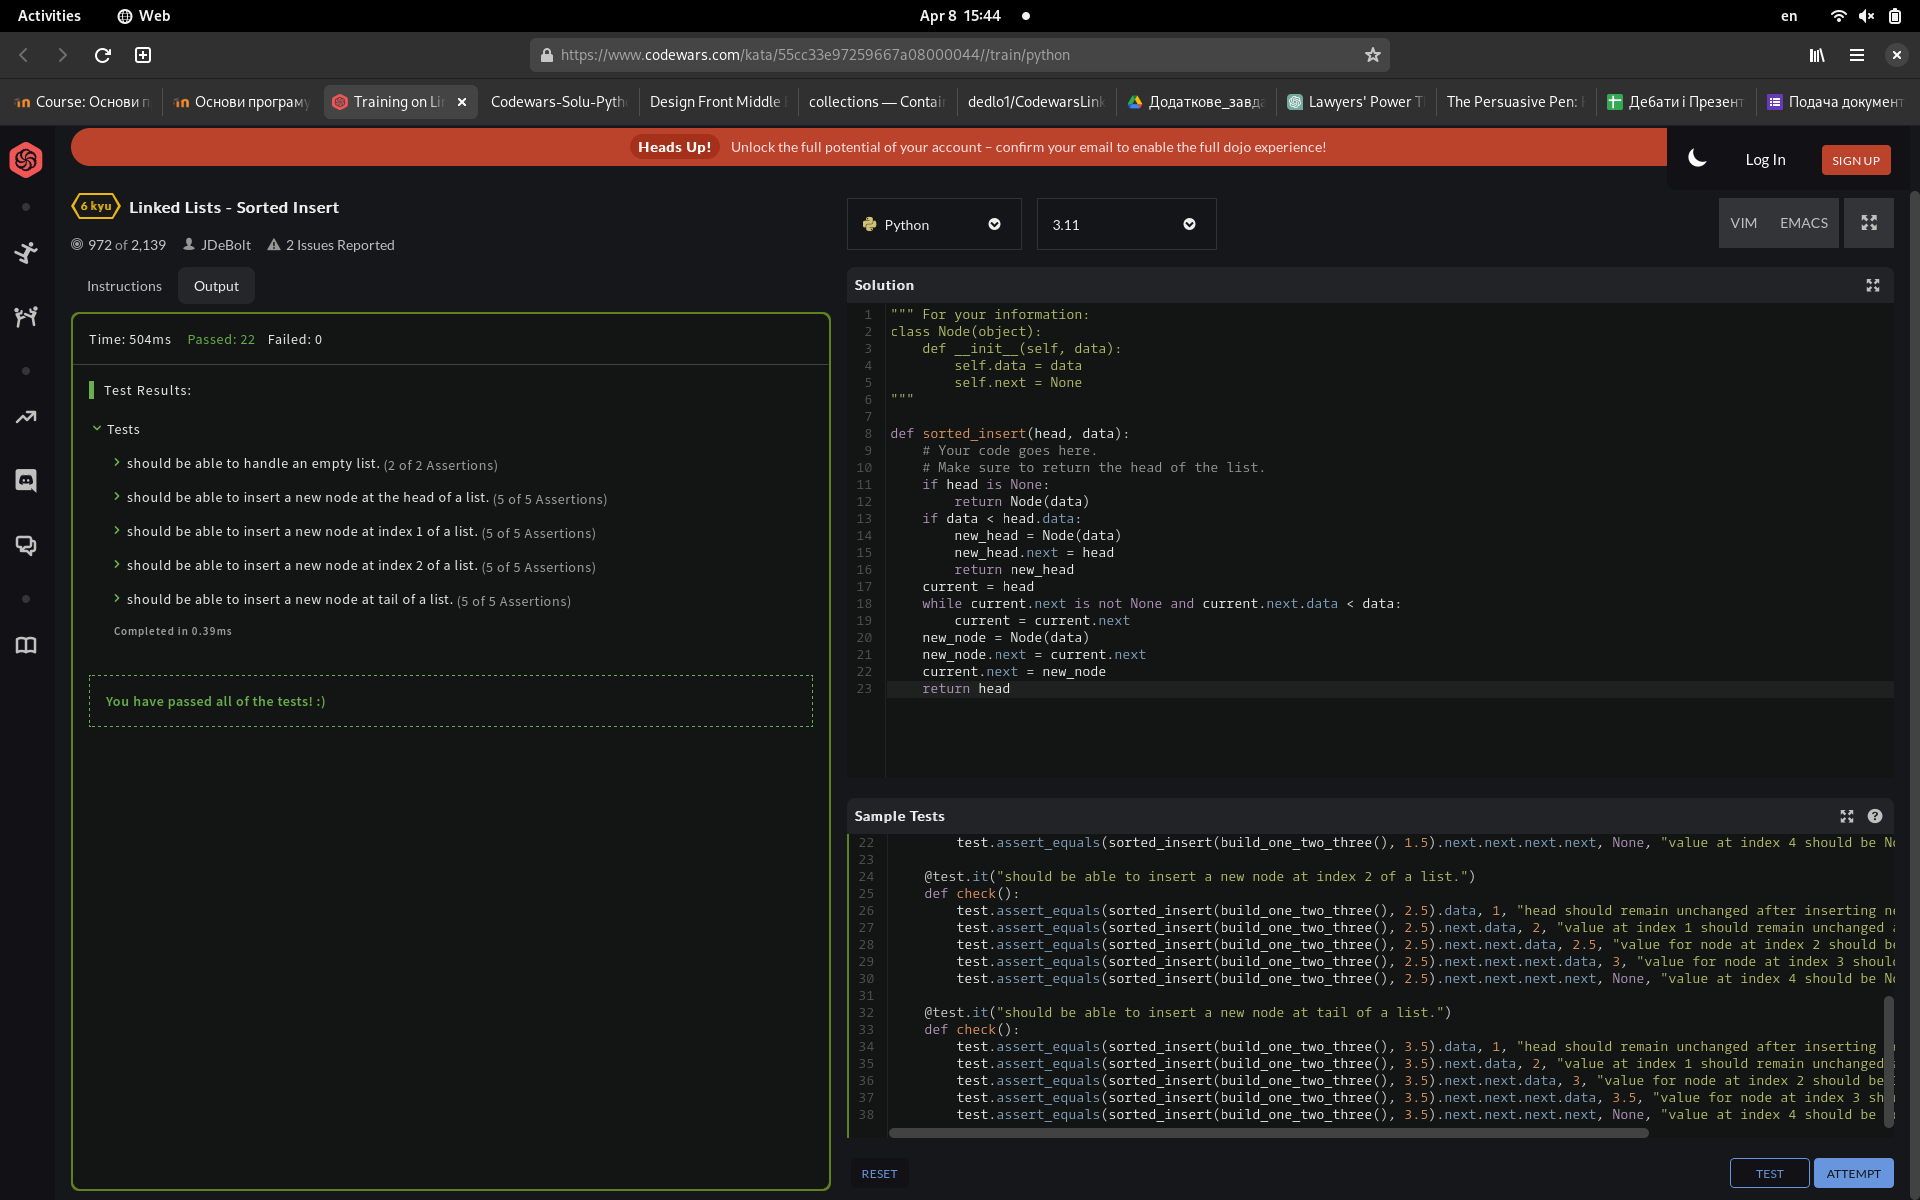 Activities
Web
Apr 8 15:44
en
https://www.codewars.com/kata/55cc33e97259667a08000044//train/python
Course: Основи п
Основи програму
Training on Li
Codewars-Solu-Pyth
Design Front Middle
collections — Contai
dedlo1/CodewarsLink
Додаткове_завда
Lawyers' Power T
The Persuasive Pen:
Дебати і Презент
Подача документ
Heads Up! Unlock the full potential of your account – confirm your email to enable the full dojo experience!
Log In
SIGN UP
6 kyu
Linked Lists - Sorted Insert
972 of 2,139
JDeBolt
2 Issues Reported
Instructions
Output
Time: 504ms Passed: 22 Failed: 0
Test Results:
Tests
should be able to handle an empty list. (2 of 2 Assertions)
should be able to insert a new node at the head of a list. (5 of 5 Assertions)
should be able to insert a new node at index 1 of a list. (5 of 5 Assertions)
should be able to insert a new node at index 2 of a list. (5 of 5 Assertions)
should be able to insert a new node at tail of a list. (5 of 5 Assertions)
Completed in 0.39ms
You have passed all of the tests! :)
Python
3.11
VIM
EMACS
Solution
1 """ For your information:
2 class Node(object):
3     def __init__(self, data):
4         self.data = data
5         self.next = None
6 """
7
8 def sorted_insert(head, data):
9     # Your code goes here.
10     # Make sure to return the head of the list.
11     if head is None:
12         return Node(data)
13     if data < head.data:
14         new_head = Node(data)
15         new_head.next = head
16         return new_head
17     current = head
18     while current.next is not None and current.next.data < data:
19         current = current.next
20     new_node = Node(data)
21     new_node.next = current.next
22     current.next = new_node
23     return head
Sample Tests
22         test.assert_equals(sorted_insert(build_one_two_three(), 1.5).next.next.next.next, None, "value at index 4 should be No
23
24     @test.it("should be able to insert a new node at index 2 of a list.")
25     def check():
26         test.assert_equals(sorted_insert(build_one_two_three(), 2.5).data, 1, "head should remain unchanged after inserting ne
27         test.assert_equals(sorted_insert(build_one_two_three(), 2.5).next.data, 2, "value at index 1 should remain unchanged a
28         test.assert_equals(sorted_insert(build_one_two_three(), 2.5).next.next.data, 2.5, "value for node at index 2 should be
29         test.assert_equals(sorted_insert(build_one_two_three(), 2.5).next.next.next.data, 3, "value for node at index 3 should
30         test.assert_equals(sorted_insert(build_one_two_three(), 2.5).next.next.next.next, None, "value at index 4 should be No
31
32     @test.it("should be able to insert a new node at tail of a list.")
33     def check():
34         test.assert_equals(sorted_insert(build_one_two_three(), 3.5).data, 1, "head should remain unchanged after inserting
35         test.assert_equals(sorted_insert(build_one_two_three(), 3.5).next.data, 2, "value at index 1 should remain unchanged
36         test.assert_equals(sorted_insert(build_one_two_three(), 3.5).next.next.data, 3, "value for node at index 2 should be
37         test.assert_equals(sorted_insert(build_one_two_three(), 3.5).next.next.next.data, 3.5, "value for node at index 3 sh
38         test.assert_equals(sorted_insert(build_one_two_three(), 3.5).next.next.next.next, None, "value at index 4 should be
RESET
TEST
ATTEMPT